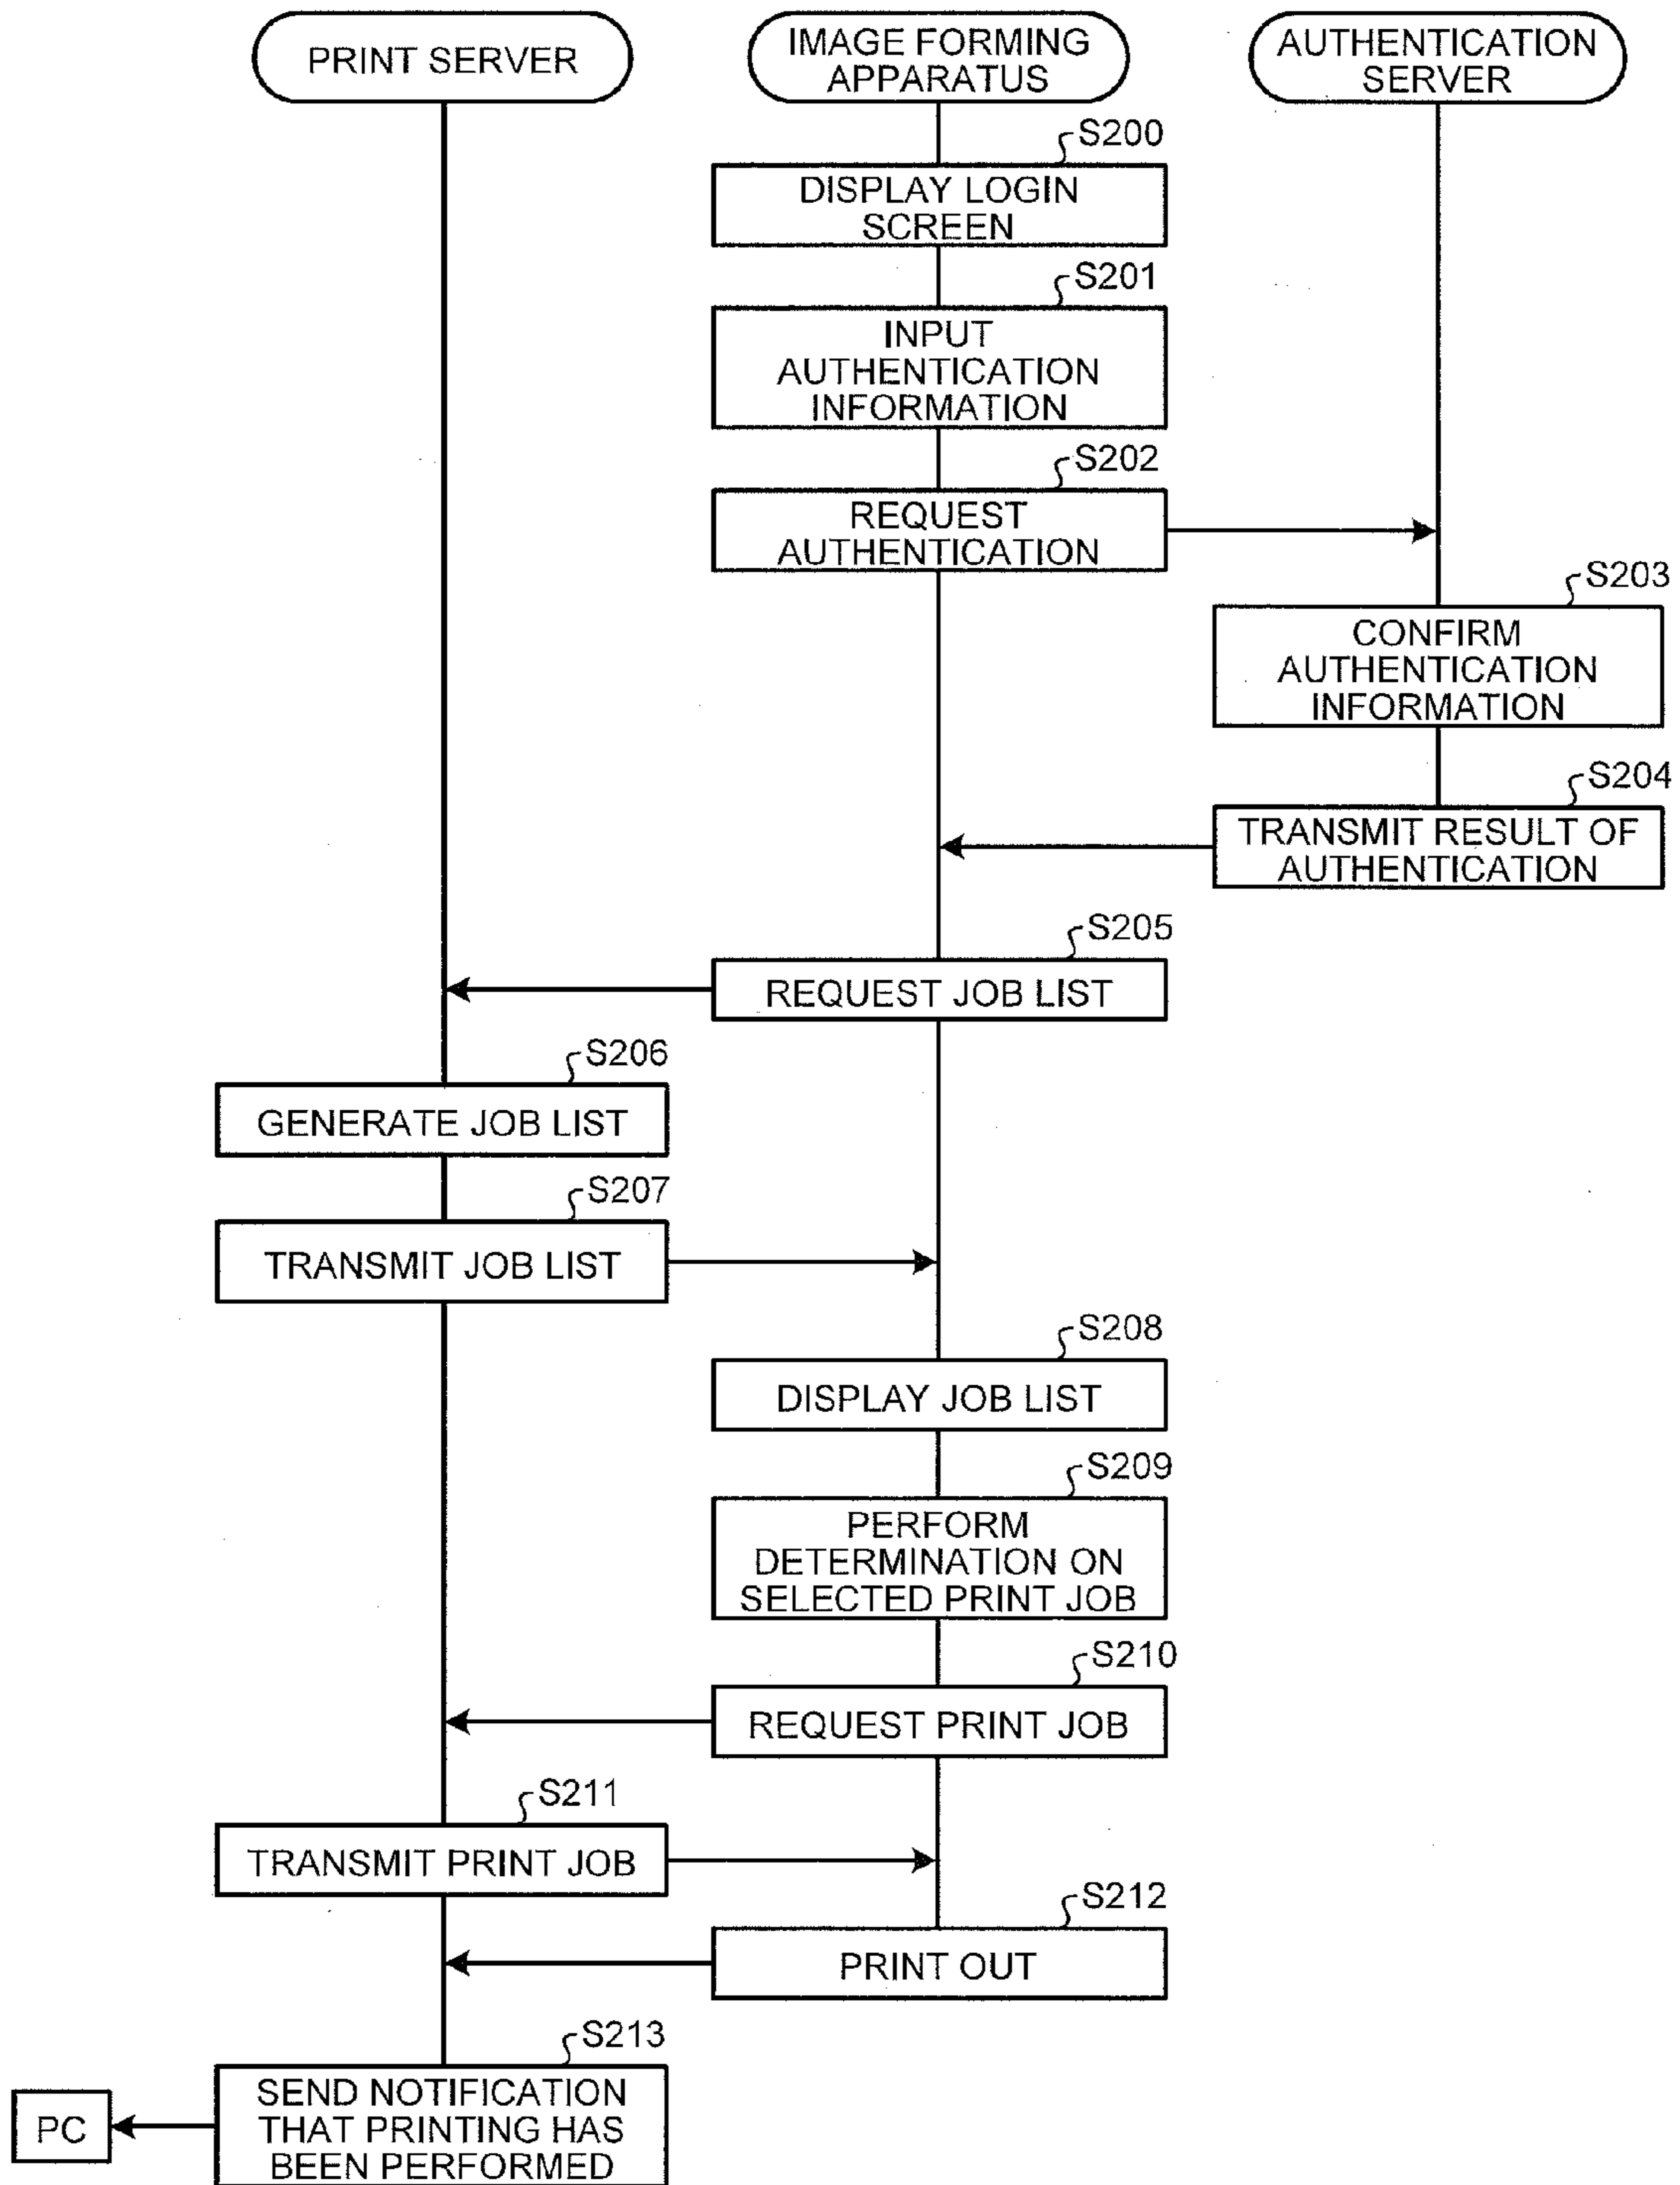 PRINT SERVER
IMAGE FORMING
APPARATUS
AUTHENTICATION
SERVER
S200
DISPLAY LOGIN
SCREEN
S201
INPUT
AUTHENTICATION
INFORMATION
S202
REQUEST
AUTHENTICATION
S203
CONFIRM
AUTHENTICATION
INFORMATION
S204
TRANSMIT RESULT OF
AUTHENTICATION
S205
REQUEST JOB LIST
S206
GENERATE JOB LIST
S207
TRANSMIT JOB LIST
S208
DISPLAY JOB LIST
S209
PERFORM
DETERMINATION ON
SELECTED PRINT JOB
S210
REQUEST PRINT JOB
S211
TRANSMIT PRINT JOB
S212
PRINT OUT
S213
SEND NOTIFICATION
THAT PRINTING HAS
BEEN PERFORMED
PC